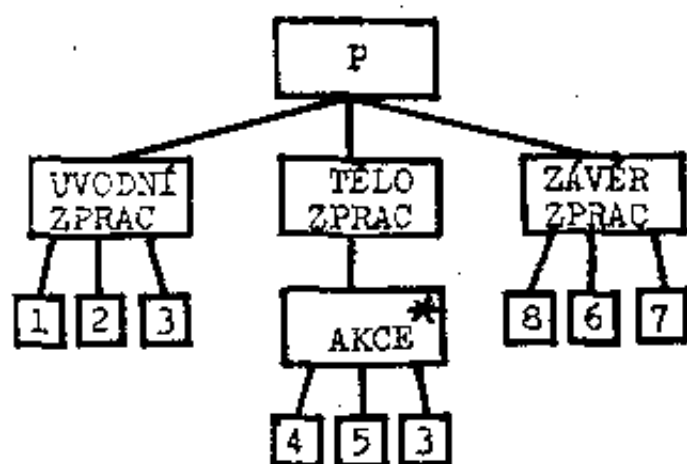 P
ÚVODNÍ
ZPRAC
TĚLO
ZPRAC
ZÁVĚR
ZPRAC
1 2 3
* 
AKCE
8 6 7
4 5 3